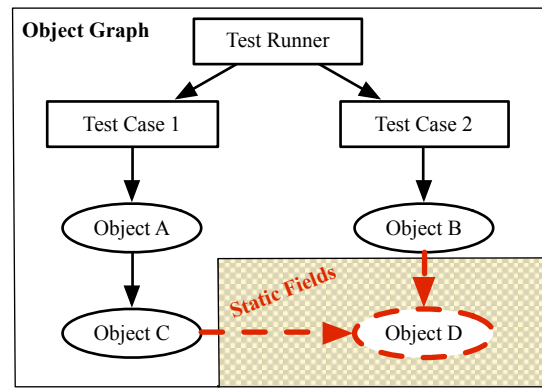 Object Graph
Test Runner
Test Case 1
Test Case 2
Object A
Object B
Static Fields
Object C
Object D